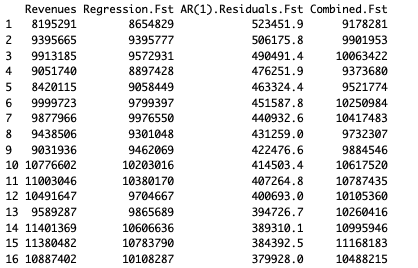 Revenues Regression.Fst AR(1).Residuals.Fst Combined.Fst
1 8195291 8654829 523451.9 9178281
2 9395665 9395777 506175.8 9901953
3 9913185 9572931 490491.4 10063422
4 9051740 8897428 476251.9 9373680
5 8420115 9058449 463324.4 9521774
6 9999723 9799397 451587.8 10250984
7 9877966 9976550 440932.6 10417483
8 9438506 9301048 431259.0 9732307
9 9031936 9462069 422476.6 9884546
10 10776602 10203016 414503.4 10617520
11 11003046 10380170 407264.8 10787435
12 10491647 9704667 400693.0 10105360
13 9589287 9865689 394726.7 10260416
14 11401369 10606636 389310.1 10995946
15 11380482 10783790 384392.5 11168183
16 10887402 10108287 379928.0 10488215